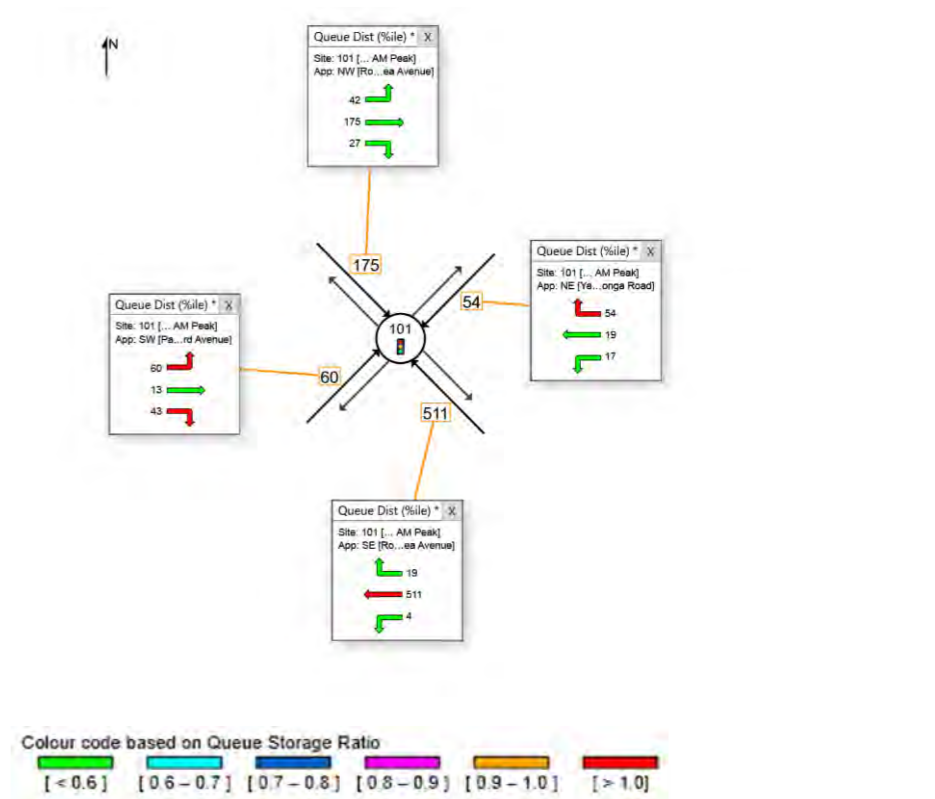 N
Queue Dist (%ile) * X
Site: 101 [... AM Peak]
App: NW [Ro...ea Avenue]
42
175
27
175
54
Queue Dist (%ile) * X
Site: 101 [... AM Peak]
App: NE [Ya...onga Road]
54
19
17
101
Queue Dist (%ile) * X
Site: 101 [... AM Peak]
App: SW [Pa...rd Avenue]
60
13
43
60
511
Queue Dist (%ile) * X
Site: 101 [... AM Peak]
App: SE [Ro...ea Avenue]
19
511
4
Colour code based on Queue Storage Ratio
[ < 0.6 ] [ 0.6 – 0.7 ] [ 0.7 – 0.8 ] [ 0.8 – 0.9 ] [ 0.9 – 1.0 ] [ > 1.0 ]